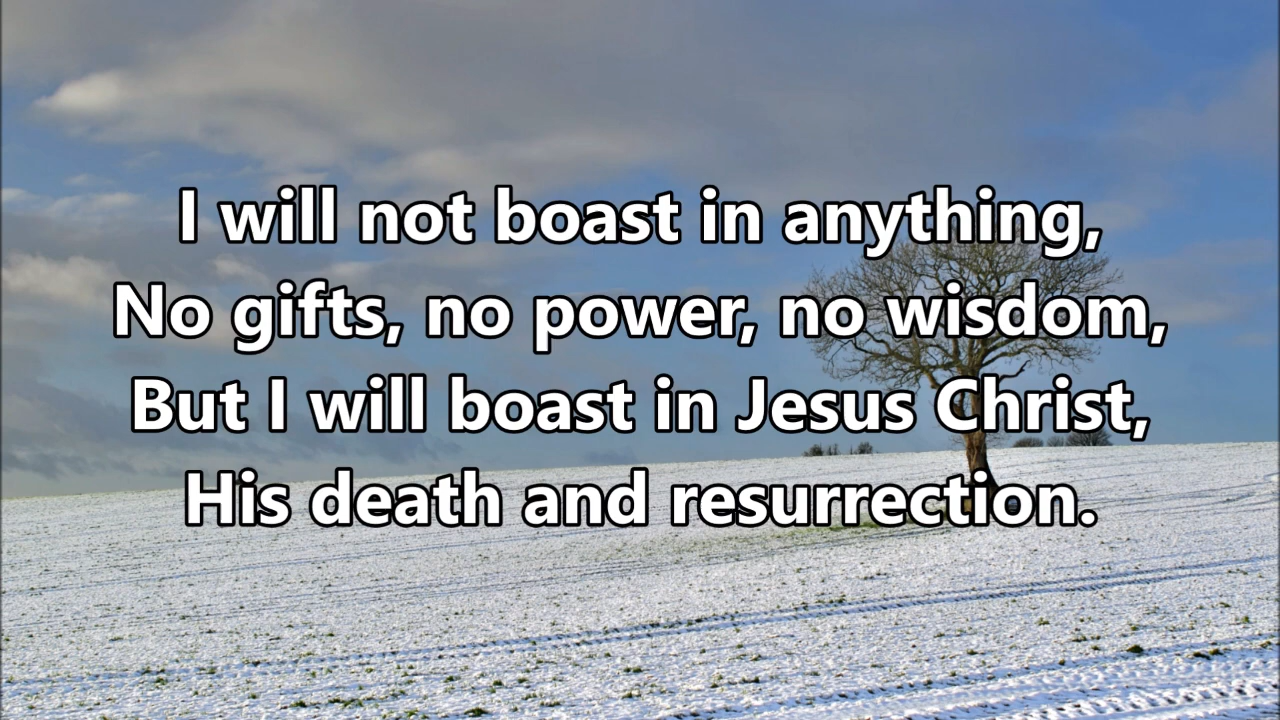 I will not boast in anything,
No gifts, no power, no wisdom,
But I will boast in Jesus Christ,
His death and resurrection.